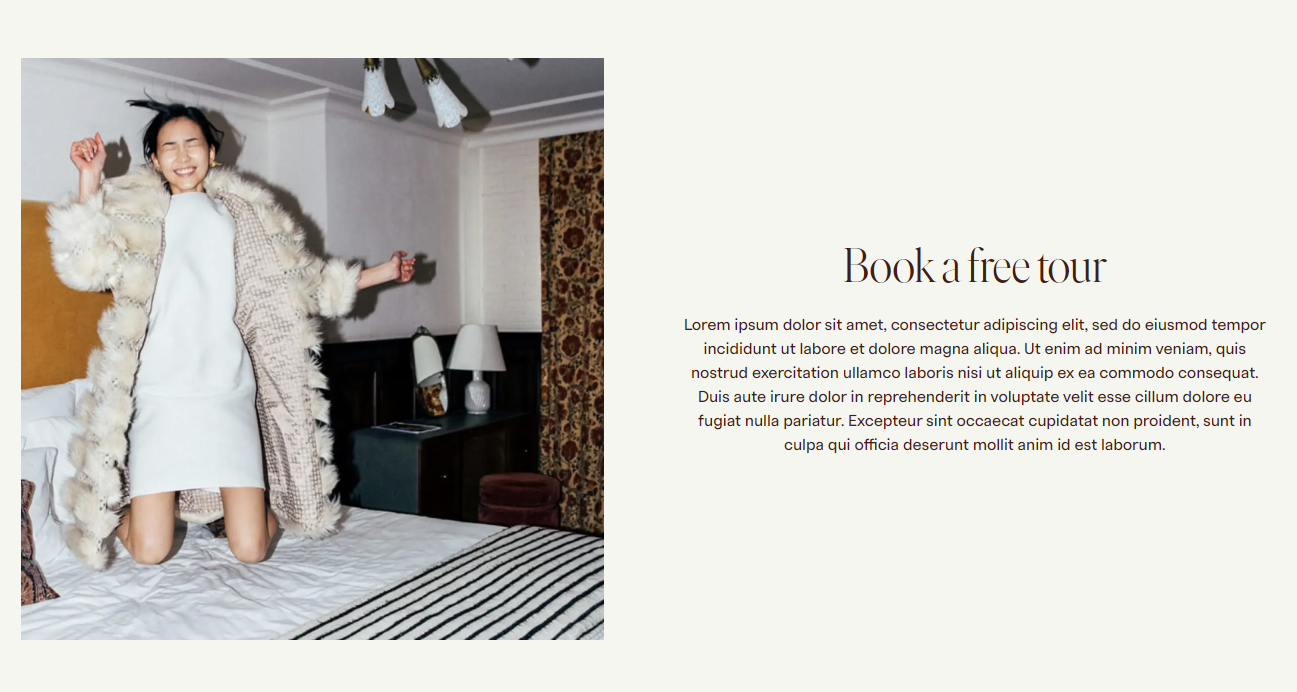 Book a free tour
Lorem ipsum dolor sit amet, consectetur adipiscing elit, sed do eiusmod tempor
incididunt ut labore et dolore magna aliqua. Ut enim ad minim veniam, quis
nostrud exercitation ullamco laboris nisi ut aliquip ex ea commodo consequat.
Duis aute irure dolor in reprehenderit in voluptate velit esse cillum dolore eu
fugiat nulla pariatur. Excepteur sint occaecat cupidatat non proident, sunt in
culpa qui officia deserunt mollit anim id est laborum.